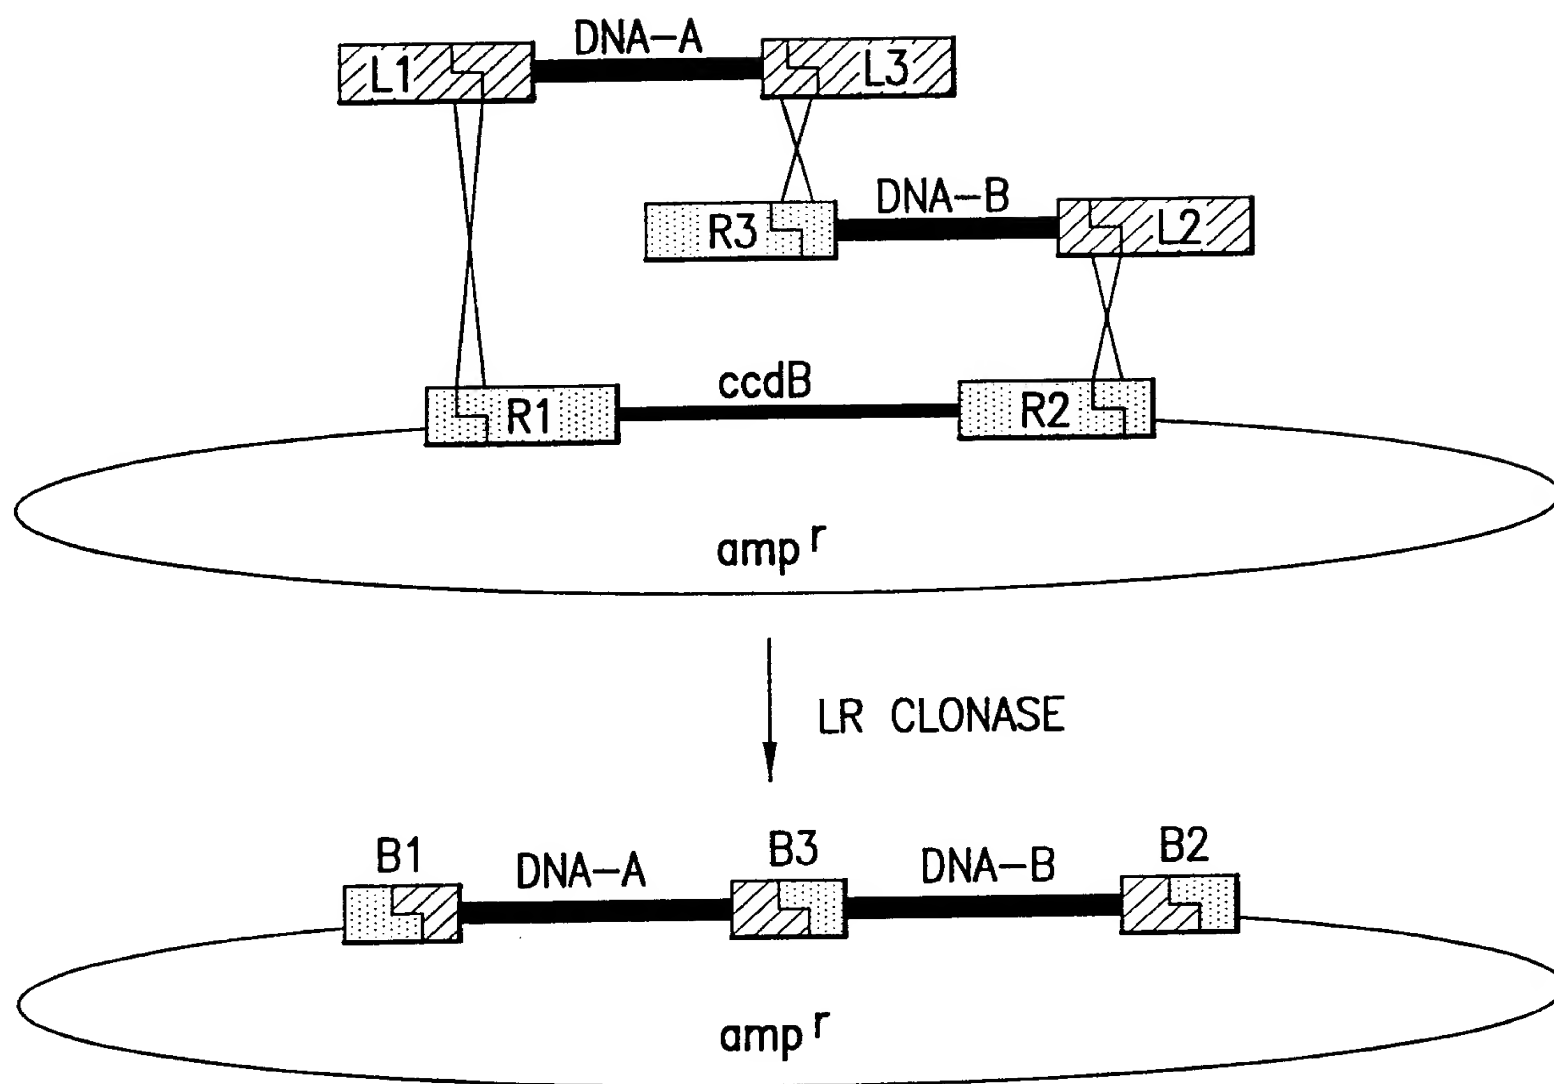 DNA-A
L1
L3
DNA-B
R3
L2
ccdB
R1
R2
amp r
LR CLONASE
B1
DNA-A
B3
DNA-B
B2
amp r